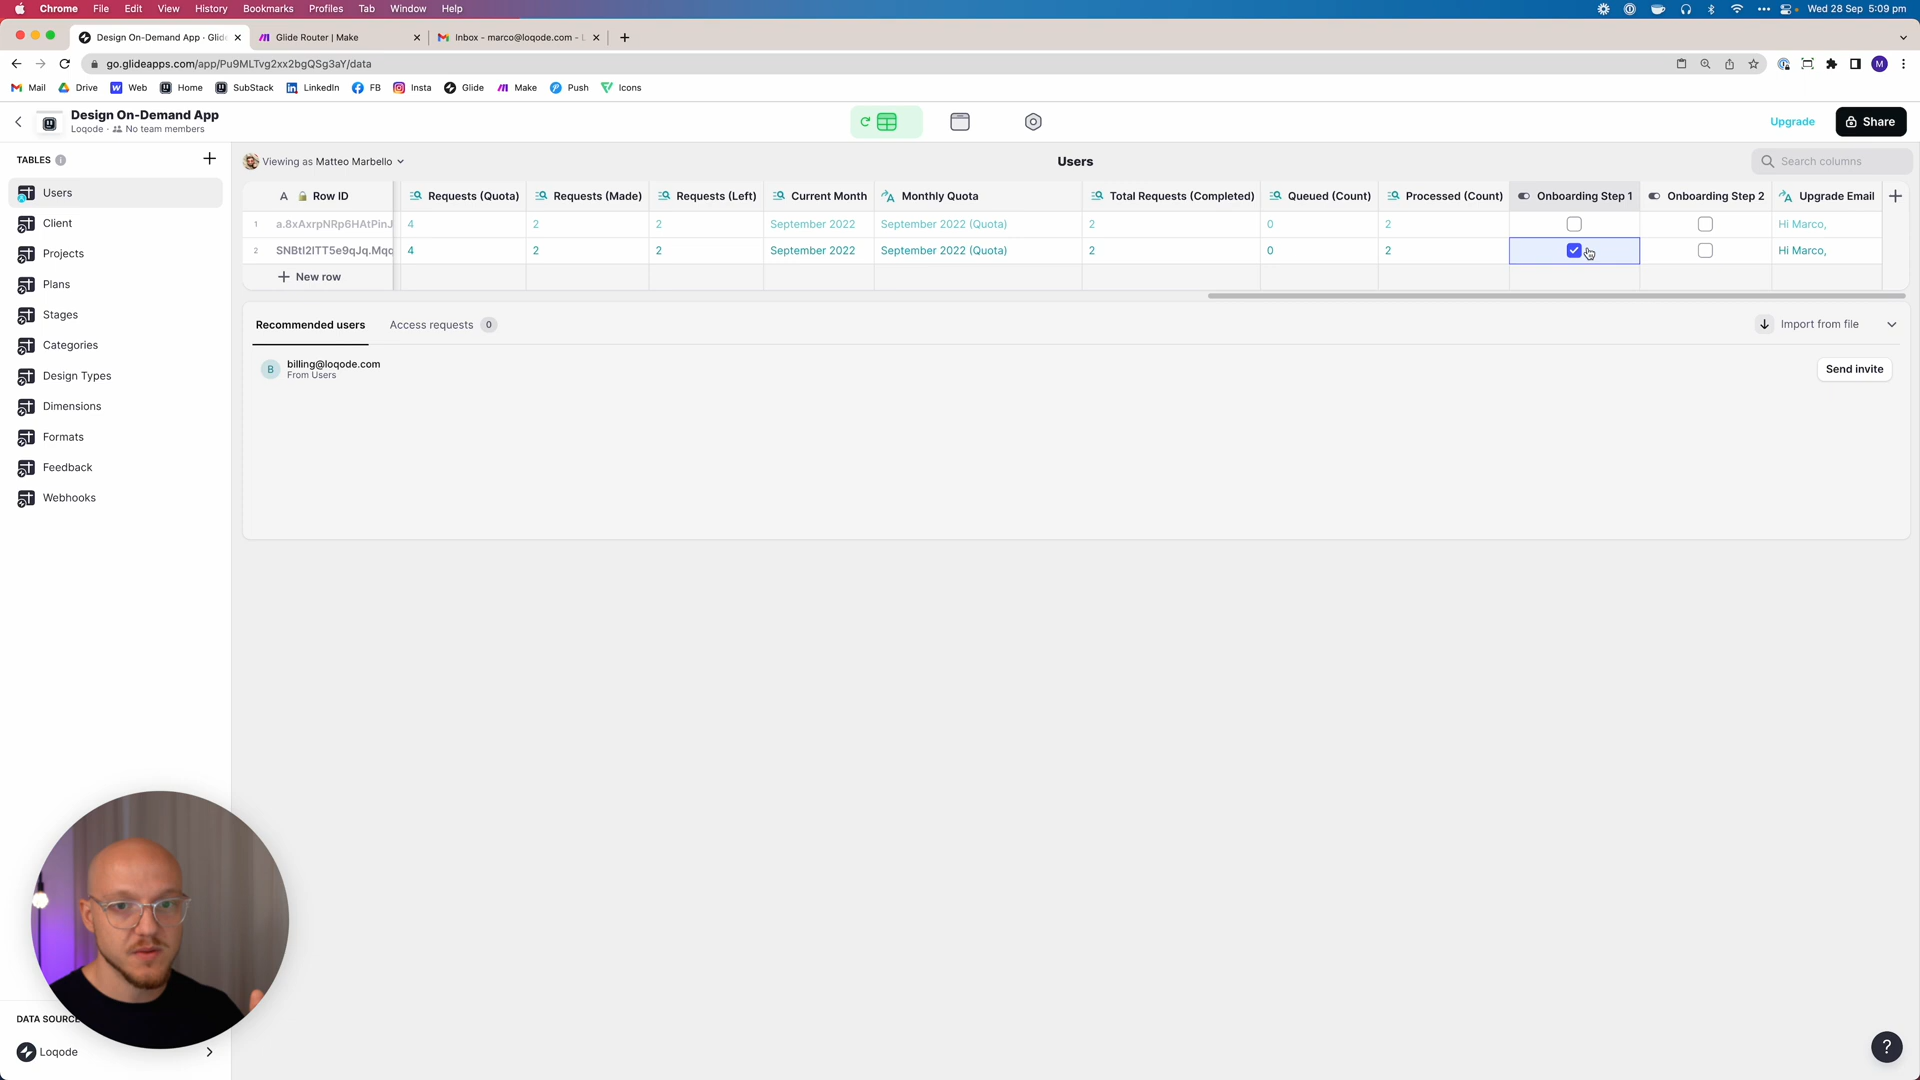 Chrome File Edit View History Bookmarks Profiles Tab Window Help Wed 28 Sep 5:09 pm
Design On-Demand App · Glide Glide Router | Make Inbox - marco@loqode.com -
go.glideapps.com/app/Pu9MLTvg2xx2bgQSg3aY/data
Mail Drive Web Home SubStack LinkedIn FB Insta Glide Make Push Icons
Design On-Demand App
Loqode · No team members
Upgrade Share
TABLES
Viewing as Matteo Marbello
Users
Search columns
Users
Client
Projects
Plans
Stages
Categories
Design Types
Dimensions
Formats
Feedback
Webhooks
A Row ID Requests (Quota) Requests (Made) Requests (Left) Current Month Monthly Quota Total Requests (Completed) Queued (Count) Processed (Count) Onboarding Step 1 Onboarding Step 2 Upgrade Email
1 a.8xAxrpNRp6HAtPinJ 4 2 2 September 2022 September 2022 (Quota) 2 0 2 Hi Marco,
2 SNBtl2ITT5e9qJq.Mqo 4 2 2 September 2022 September 2022 (Quota) 2 0 2 Hi Marco,
New row
Recommended users Access requests 0 Import from file
B billing@loqode.com
From Users
Send invite
DATA SOURCE
Loqode
?